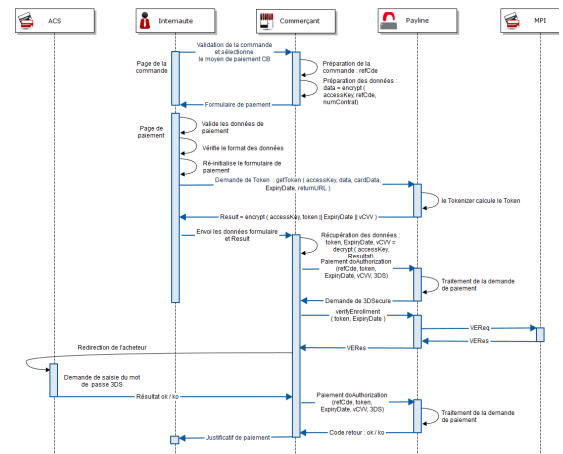 ACS
Internaute
Commerçant
Payline
MPI
Validation de la commande
et sélectionne
le moyen de paiement CB
Page de la
commande
Préparation de la
commande : refCde
Préparation des données :
data = encrypt (
accessKey, refCde,
numContrat)
Formulaire de paiement
Page de
paiement
Valide les données de
paiement
Vérifie le format des données
Ré-initialise le formulaire de
paiement
Demande de Token : getToken ( accessKey, data, cardData,
ExpiryDate, returnURL )
le Tokenizer calcule le Token
Result = encrypt ( accessKey, token || ExpiryDate || vCVV )
Envoi les données formulaire
et Result
Récupération des données :
token, ExpiryDate, vCVV =
decrypt ( accessKey,
Resultat)
Paiement doAuthorization
(refCde, token,
ExpiryDate, vCVV, 3DS)
Traitement de la demande
de paiement
Demande de 3DSecure
verifyEnrollment
( token, ExpiryDate )
VEReq
VERes
VERes
Redirection de l'acheteur
Demande de saisie du mot
de passe 3DS
Résultat ok / ko
Paiement doAuthorization
(refCde, token,
ExpiryDate, vCVV, 3DS)
Traitement de la demande
de paiement
Code retour : ok / ko
Justificatif de paiement